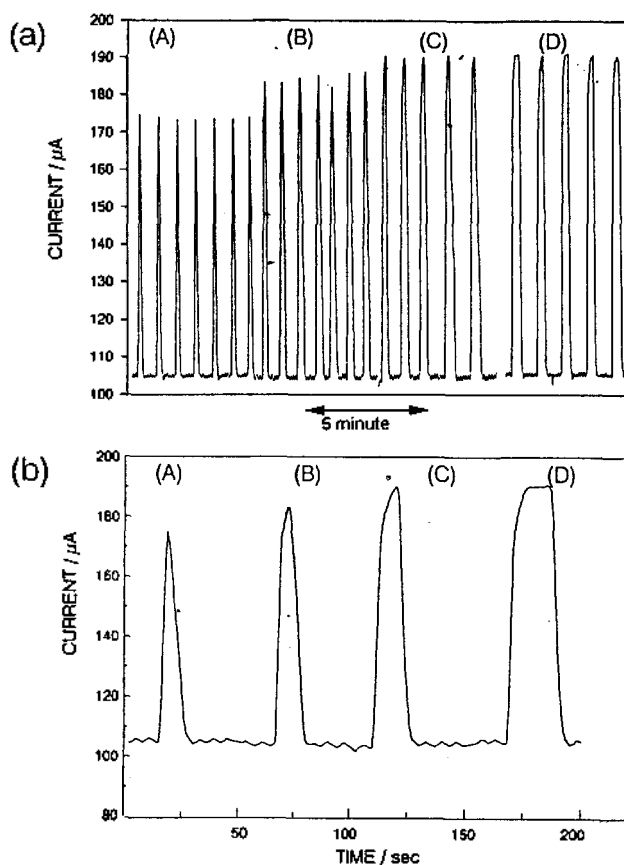 (a)
200
(A) (B) (C) (D)
190
180
170
160
150
140
130
120
110
100
CURRENT / µA
5 minute
(b)
200
(A) (B) (C) (D)
180
160
140
120
100
80
CURRENT / µA
50 100 150 200
TIME / sec